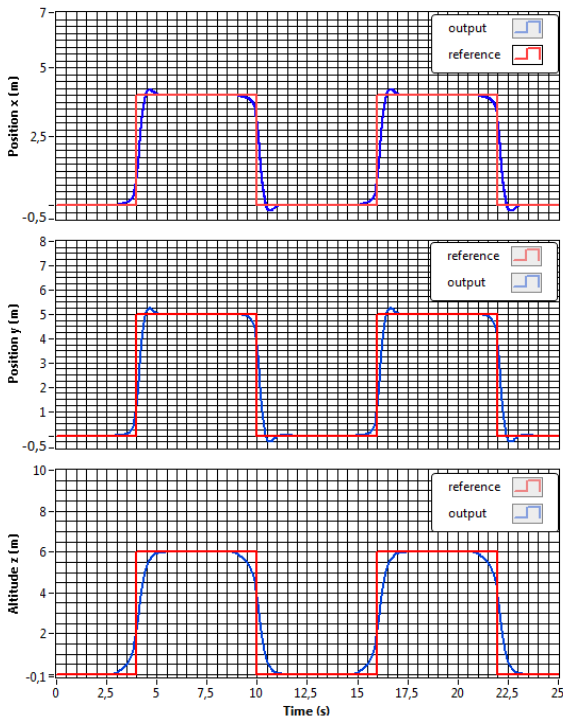 7
5
2,5
-0,5
Position x (m)
output
reference
8
7
6
5
4
3
2
1
-0,5
Position y (m)
reference
output
10
8
6
4
2
-0,1
Altitude z (m)
reference
output
0 2,5 5 7,5 10 12,5 15 17,5 20 22,5 25
Time (s)